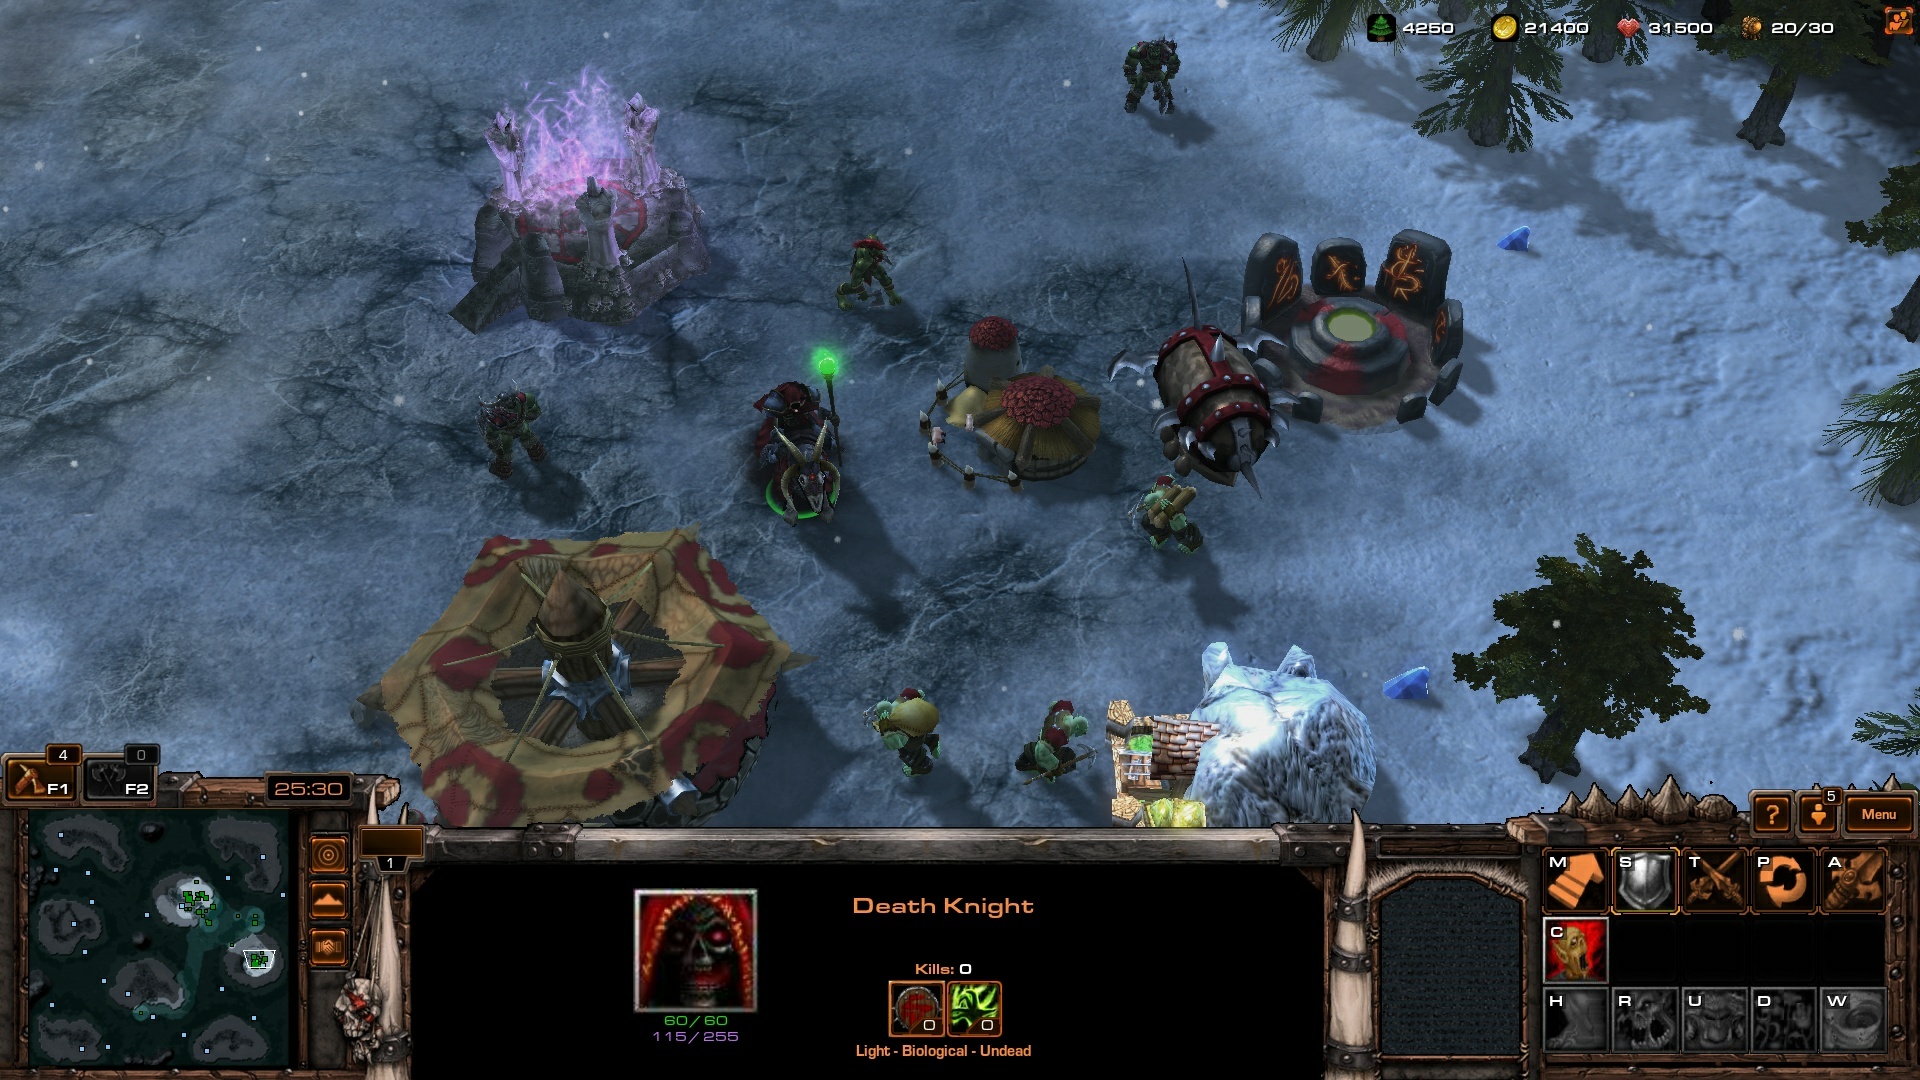 4250 21400 31500 20/30
4 0
F1 F2
25:30
5
? Menu
1
M S T P A
C
H R U D W
Death Knight
Kills: 0
0 0
60/60
115/255
Light - Biological - Undead